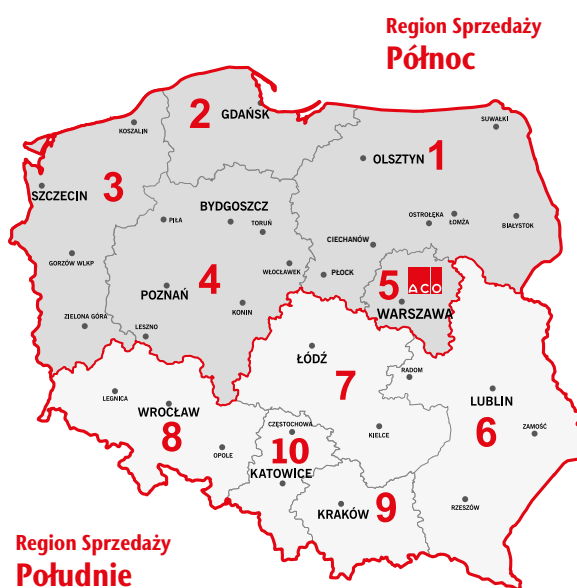 Region Sprzedaży
Północ
2
GDAŃSK
KOSZALIN
SUWAŁKI
OLSZTYN
1
SZCZECIN
3
PIŁA
BYDGOSZCZ
TORUŃ
OSTROŁĘKA
ŁOMŻA
BIAŁYSTOK
GORZÓW WLKP
CIECHANÓW
WŁOCŁAWEK
PŁOCK
POZNAŃ
4
5
ACO
KONIN
WARSZAWA
ZIELONA GÓRA
LESZNO
ŁÓDŹ
RADOM
7
LEGNICA
WROCŁAW
LUBLIN
8
CZĘSTOCHOWA
KIELCE
6
ZAMOŚĆ
OPOLE
10
KATOWICE
KRAKÓW
9
RZESZÓW
Region Sprzedaży
Południe